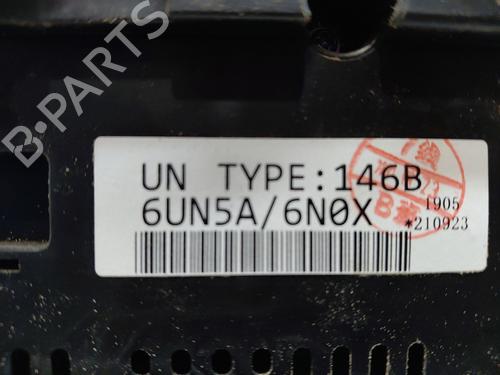 UN TYPE:146B
6UN5A/6N0X
1905
*210923
B-PARTS